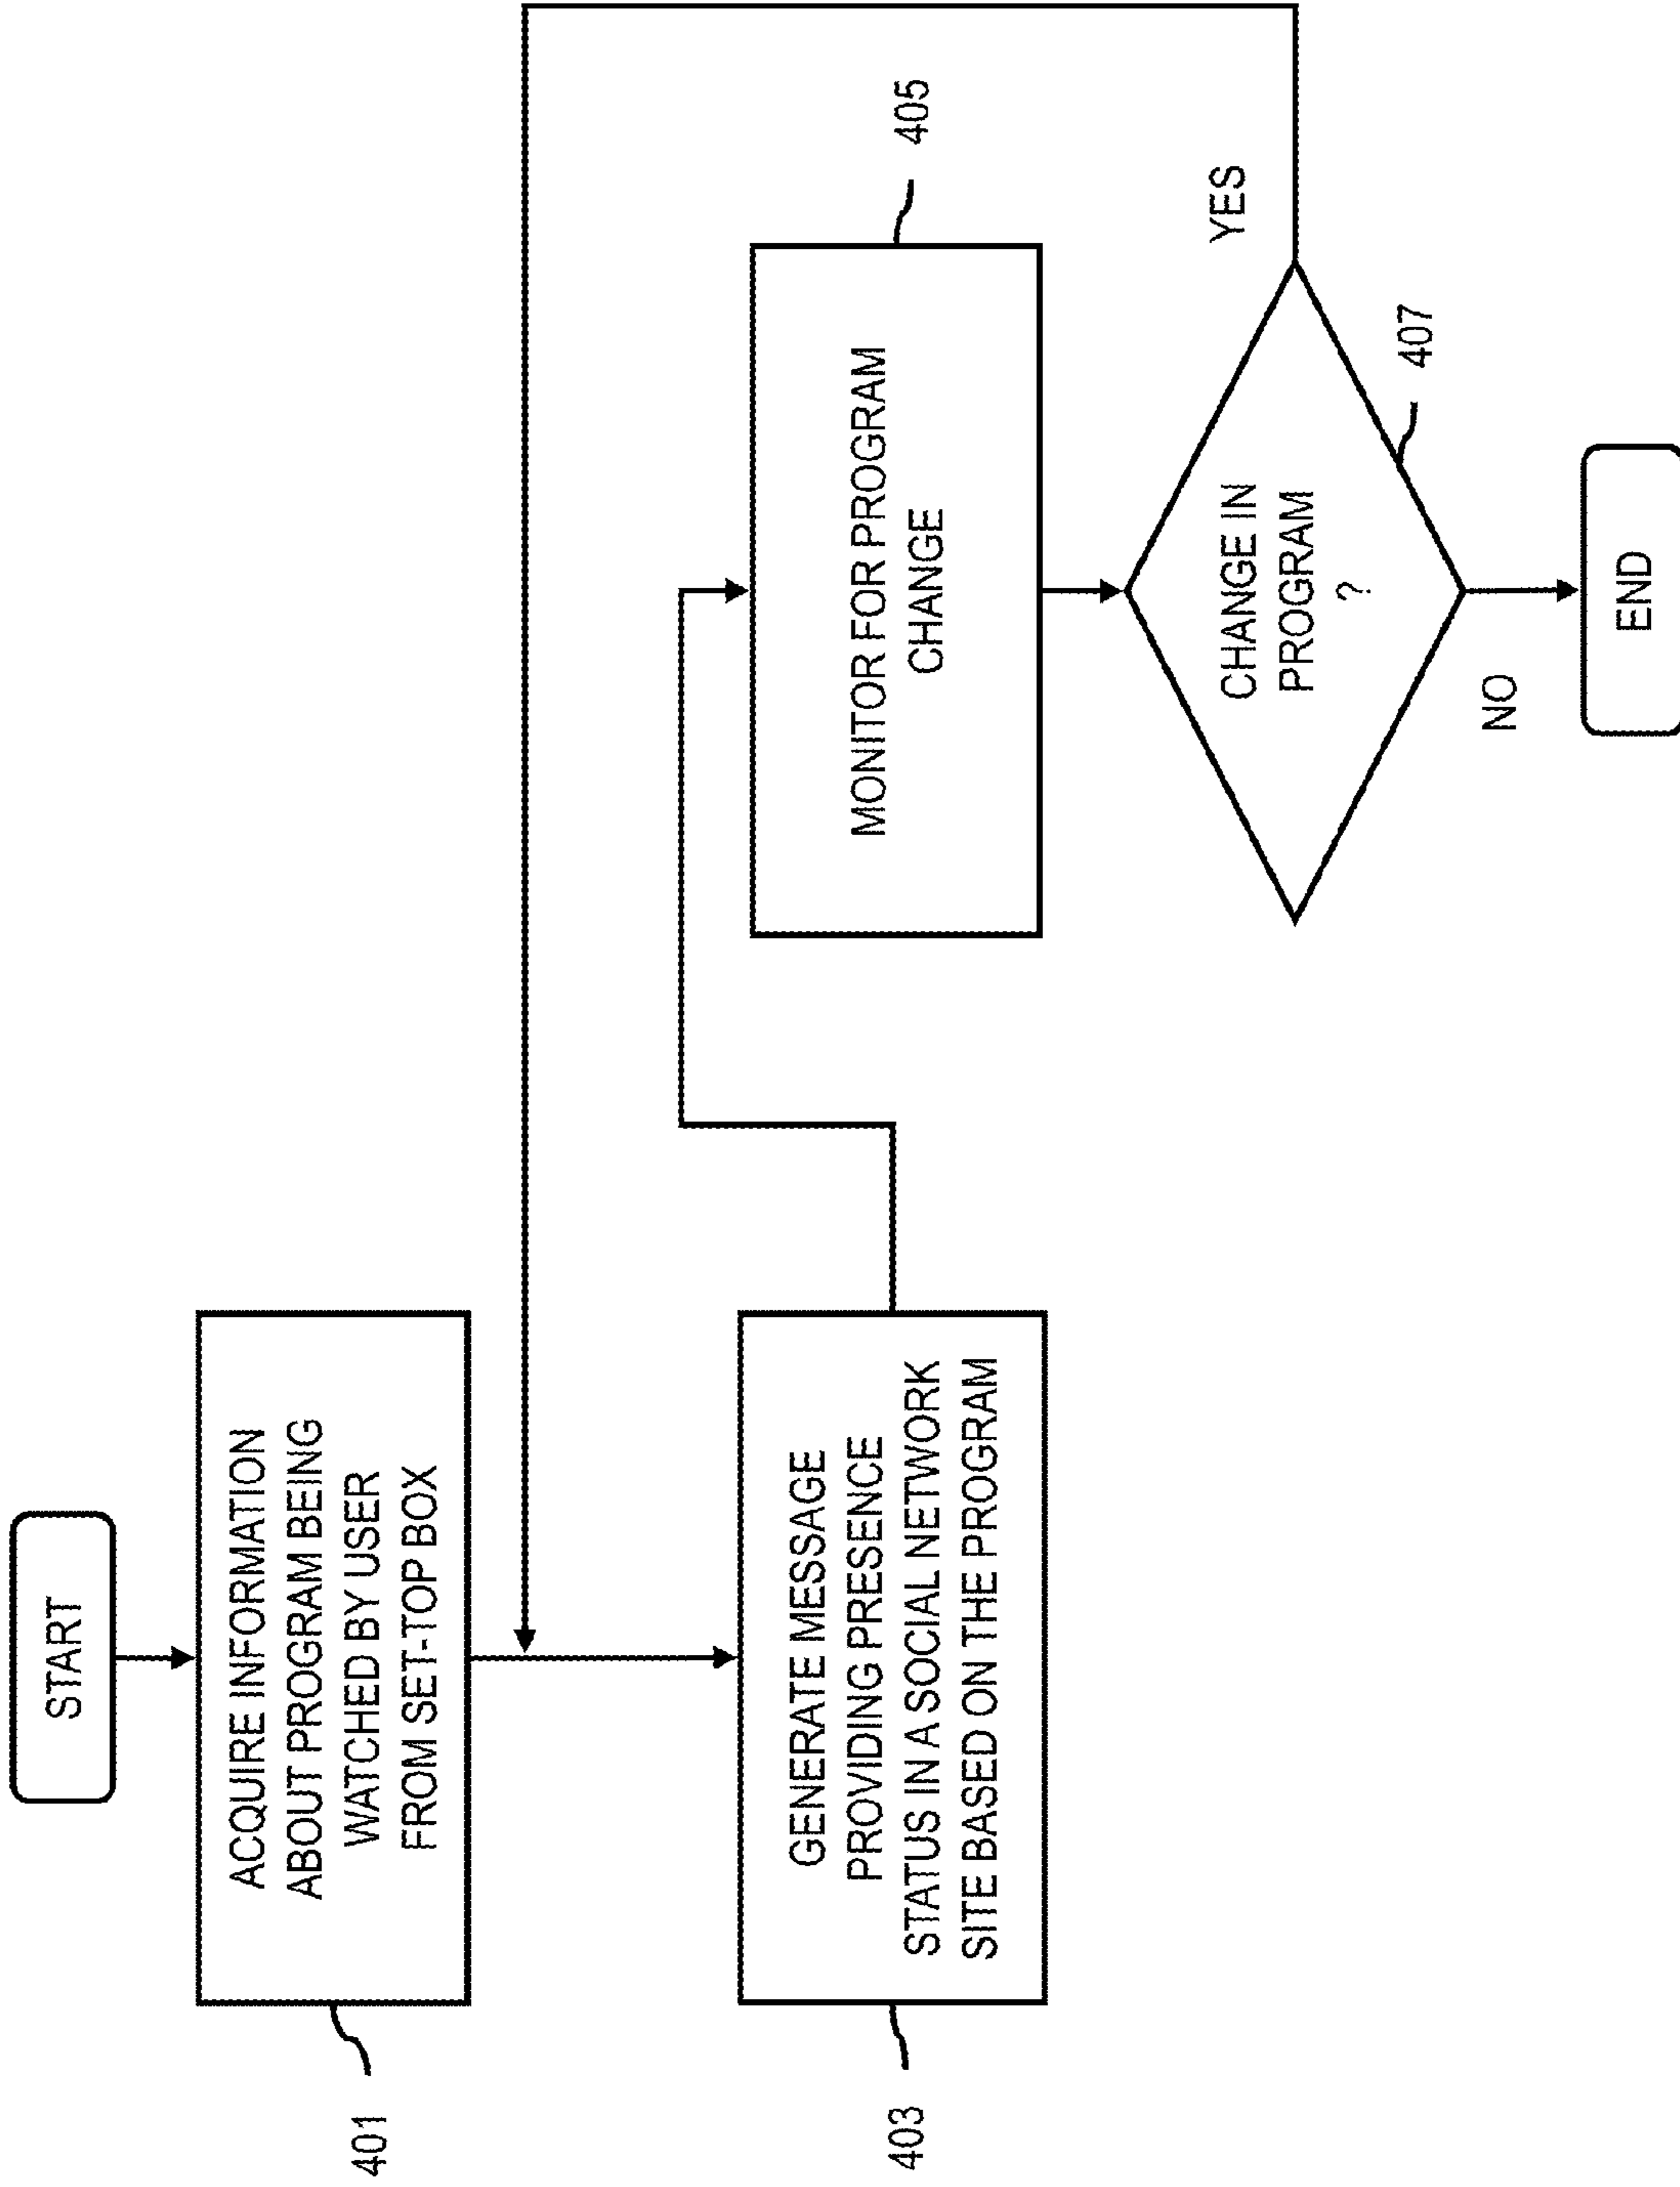 START
ACQUIRE INFORMATION
ABOUT PROGRAM BEING
WATCHED BY USER
FROM SET-TOP BOX
401
GENERATE MESSAGE
PROVIDING PRESENCE
STATUS IN A SOCIAL NETWORK
SITE BASED ON THE PROGRAM
403
MONITOR FOR PROGRAM
CHANGE
405
CHANGE IN
PROGRAM
?
407
YES
NO
END